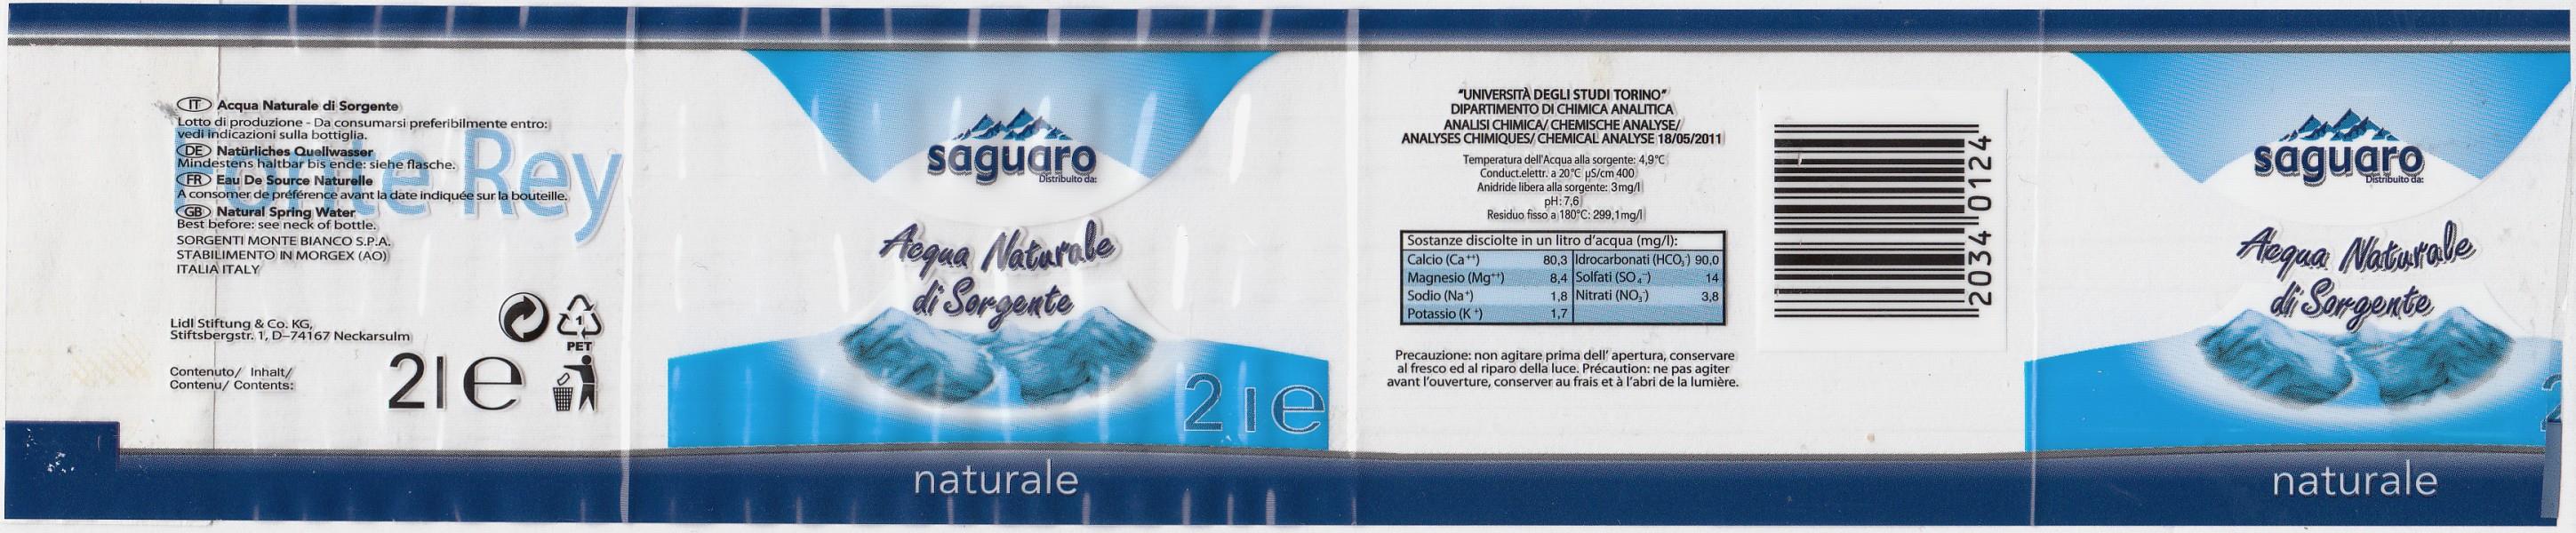 Fonte Rey
IT Acqua Naturale di Sorgente
Lotto di produzione - Da consumarsi preferibilmente entro:
vedi indicazioni sulla bottiglia.
DE Natürliches Quellwasser
Mindestens haltbar bis ende: siehe flasche.
FR Eau De Source Naturelle
A consomer de préférence avant la date indiquée sur la bouteille.
GB Natural Spring Water
Best before: see neck of bottle.
SORGENTI MONTE BIANCO S.P.A.
STABILIMENTO IN MORGEX (AO)
ITALIA ITALY
Lidl Stiftung & Co. KG,
Stiftsbergstr. 1, D-74167 Neckarsulm
1
PET
Contenuto/ Inhalt/
Contenu/ Contents:
2l e
saguaro
Distribuito da:
Acqua Naturale
di Sorgente
2 l e
naturale
"UNIVERSITÀ DEGLI STUDI TORINO"
DIPARTIMENTO DI CHIMICA ANALITICA
ANALISI CHIMICA/ CHEMISCHE ANALYSE/
ANALYSES CHIMIQUES/ CHEMICAL ANALYSE 18/05/2011
Temperatura dell'Acqua alla sorgente: 4,9°C
Conduct.elettr. a 20°C µS/cm 400
Anidride libera alla sorgente: 3mg/l
pH: 7,6
Residuo fisso a 180°C: 299,1mg/l
Sostanze disciolte in un litro d'acqua (mg/l):
Calcio (Ca++) 80,3 Idrocarbonati (HCO3-) 90,0
Magnesio (Mg++) 8,4 Solfati (SO4--) 14
Sodio (Na+) 1,8 Nitrati (NO3-) 3,8
Potassio (K+) 1,7
Precauzione: non agitare prima dell' apertura, conservare
al fresco ed al riparo della luce. Précaution: ne pas agiter
avant l'ouverture, conserver au frais et à l'abri de la lumière.
2034 0124
saguaro
Distribuito da:
Acqua Naturale
di Sorgente
2
naturale